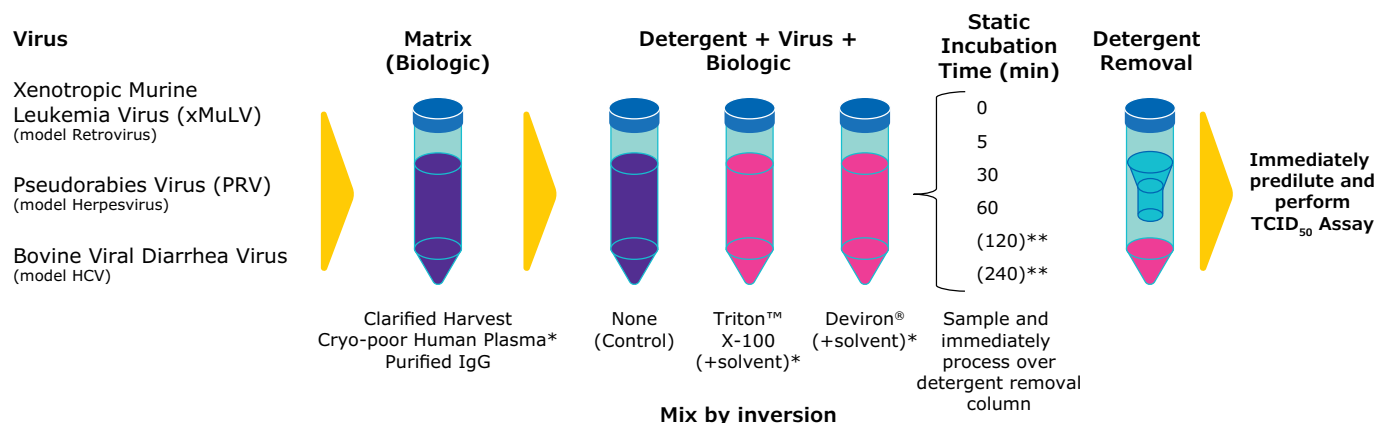 Virus
Xenotropic Murine
Leukemia Virus (xMuLV)
(model Retrovirus)
Pseudorabies Virus (PRV)
(model Herpesvirus)
Bovine Viral Diarrhea Virus
(model HCV)
Matrix
(Biologic)
Clarified Harvest
Cryo-poor Human Plasma*
Purified IgG
Detergent + Virus +
Biologic
None
(Control)
Triton™
X-100
(+solvent)*
Deviron®
(+solvent)*
Mix by inversion
Static
Incubation
Time (min)
0
5
30
60
(120)**
(240)**
Sample and
immediately
process over
detergent removal
column
Detergent
Removal
Immediately
predilute and
perform
TCID₅₀ Assay